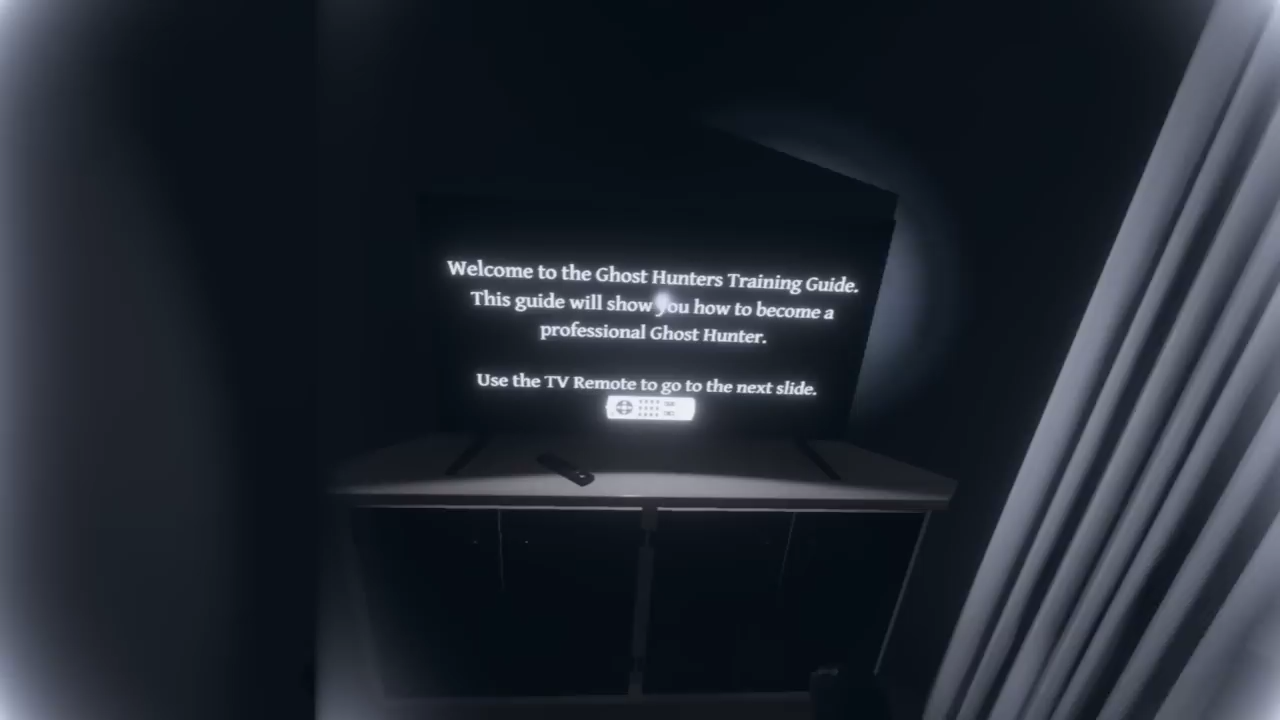 Welcome to the Ghost Hunters Training Guide.
This guide will show you how to become a
professional Ghost Hunter.
Use the TV Remote to go to the next slide.